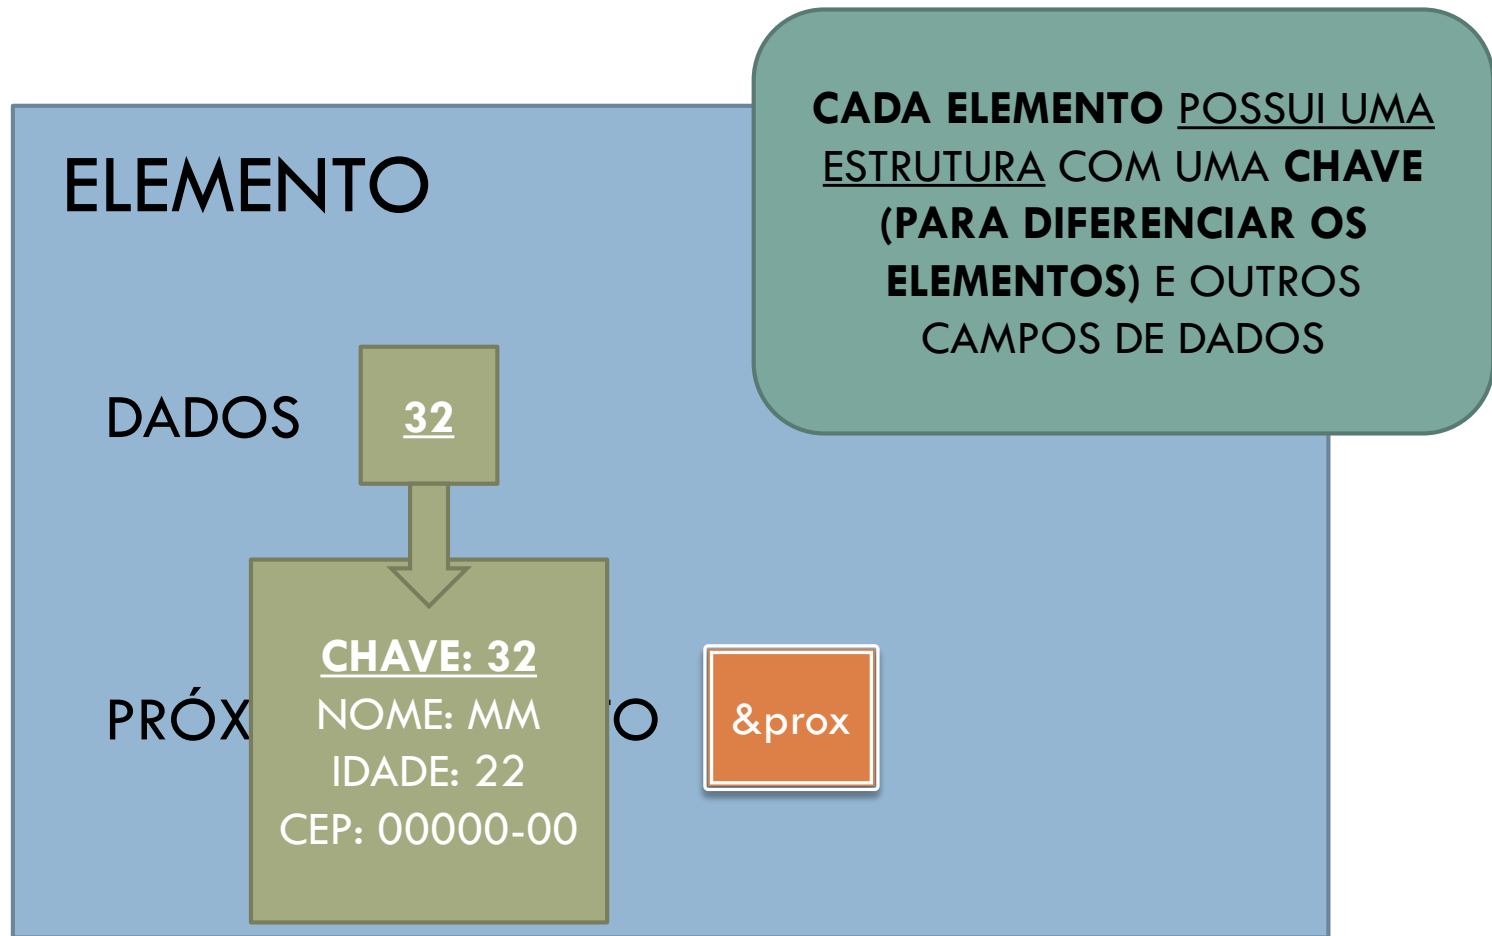 CADA ELEMENTO POSSUI UMA
ESTRUTURA COM UMA CHAVE
(PARA DIFERENCIAR OS
ELEMENTOS) E OUTROS
CAMPOS DE DADOS
ELEMENTO
DADOS 32
CHAVE: 32
NOME: MM
IDADE: 22
CEP: 00000-00
&prox